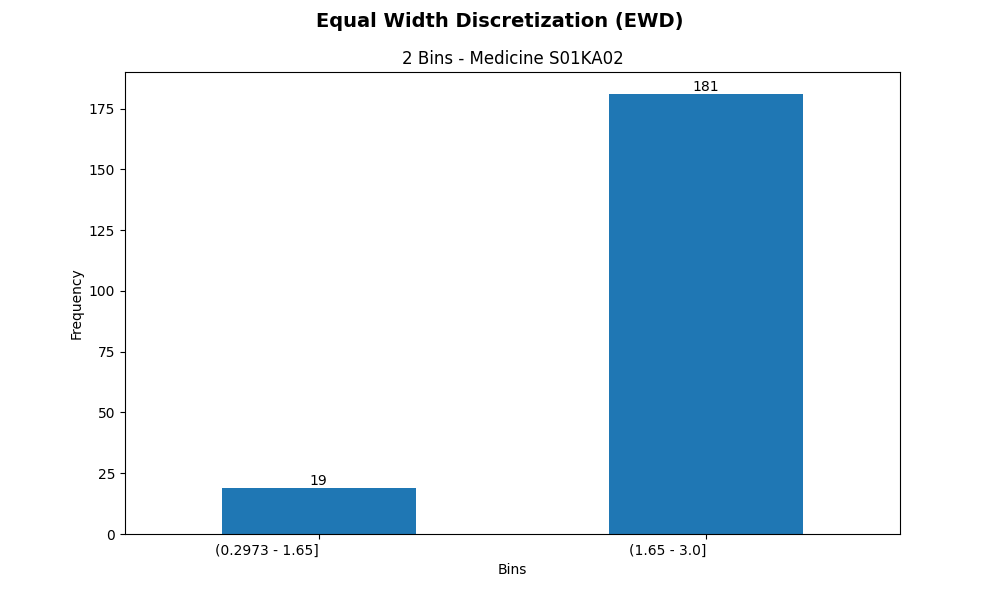 Equal Width Discretization (EWD)
2 Bins - Medicine S01KA02
Frequency
175
150
125
100
75
50
25
0
19
181
(0.2973 - 1.65]
(1.65 - 3.0]
Bins